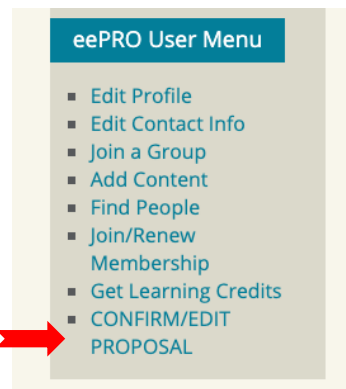 eePRO User Menu
Edit Profile
Edit Contact Info
Join a Group
Add Content
Find People
Join/Renew
Membership
Get Learning Credits
CONFIRM/EDIT
PROPOSAL